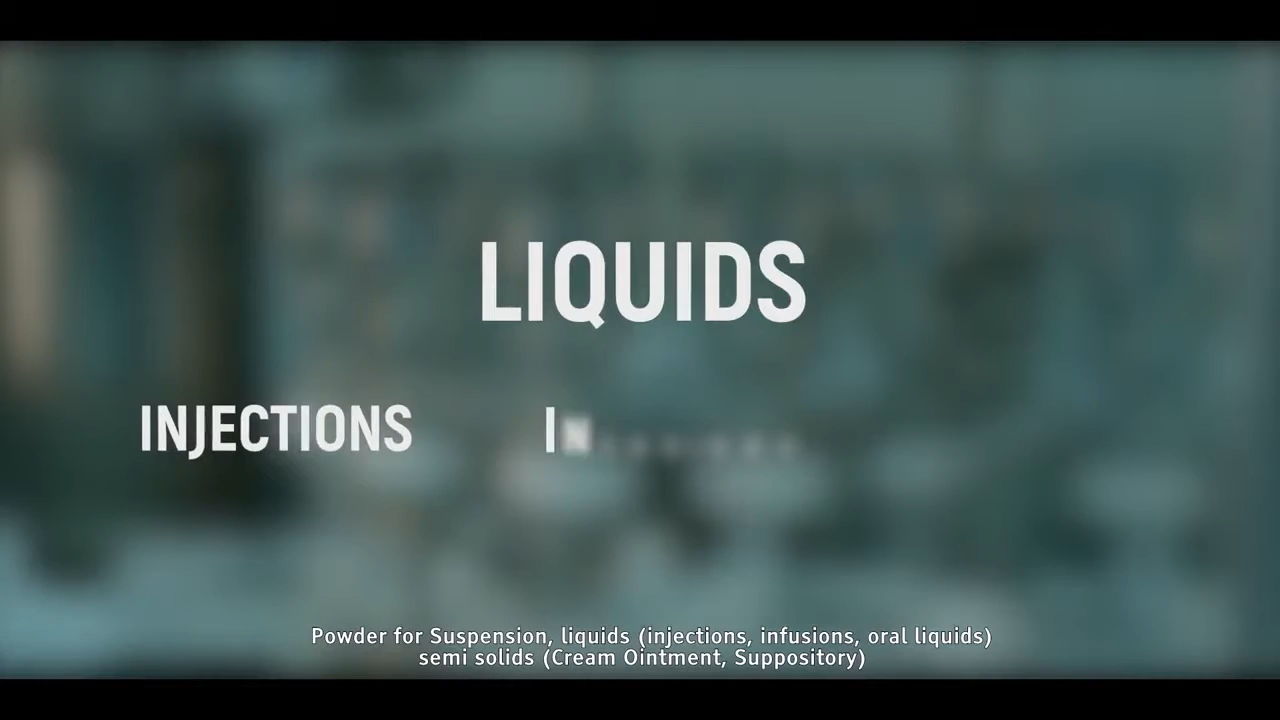 LIQUIDS
INJECTIONS
Powder for Suspension, liquids (injections, infusions, oral liquids)
semi solids (Cream Ointment, Suppository)